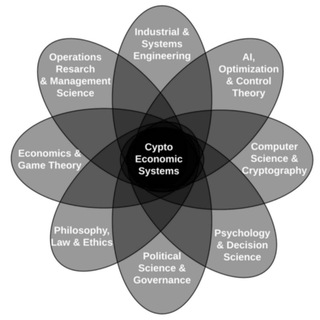 Industrial &
Systems
Engineering
AI,
Optimization
& Control
Theory
Computer
Science &
Cryptography
Psychology
& Decision
Science
Political
Science &
Governance
Philosophy,
Law & Ethics
Economics &
Game Theory
Operations
Resarch
& Management
Science
Cypto
Economic
Systems